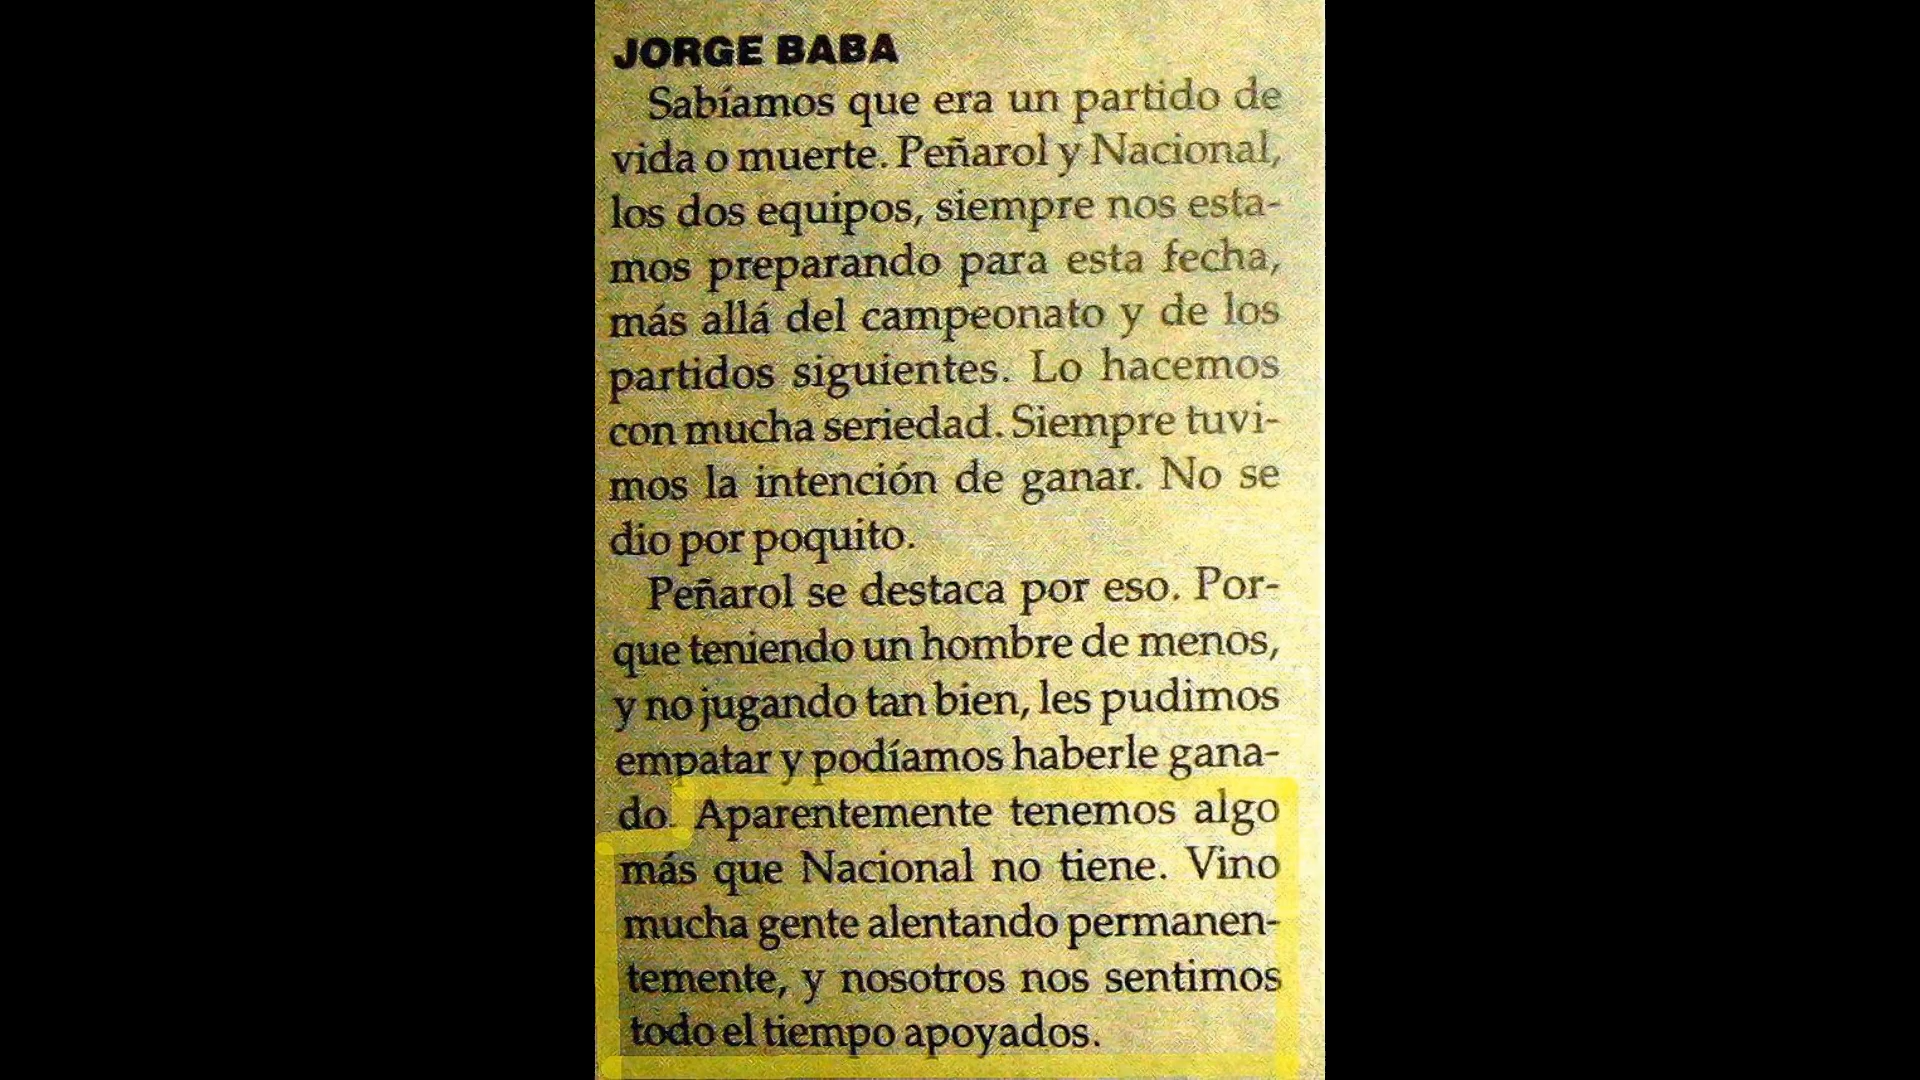 JORGE BABA
Sabíamos que era un partido de
vida o muerte. Peñarol y Nacional,
los dos equipos, siempre nos esta-
mos preparando para esta fecha,
más allá del campeonato y de los
partidos siguientes. Lo hacemos
con mucha seriedad. Siempre tuvi-
mos la intención de ganar. No se
dio por poquito.
Peñarol se destaca por eso. Por-
que teniendo un hombre de menos,
y no jugando tan bien, les pudimos
empatar y podíamos haberle gana-
do. Aparentemente tenemos algo
más que Nacional no tiene. Vino
mucha gente alentando permanen-
temente, y nosotros nos sentimos
todo el tiempo apoyados.